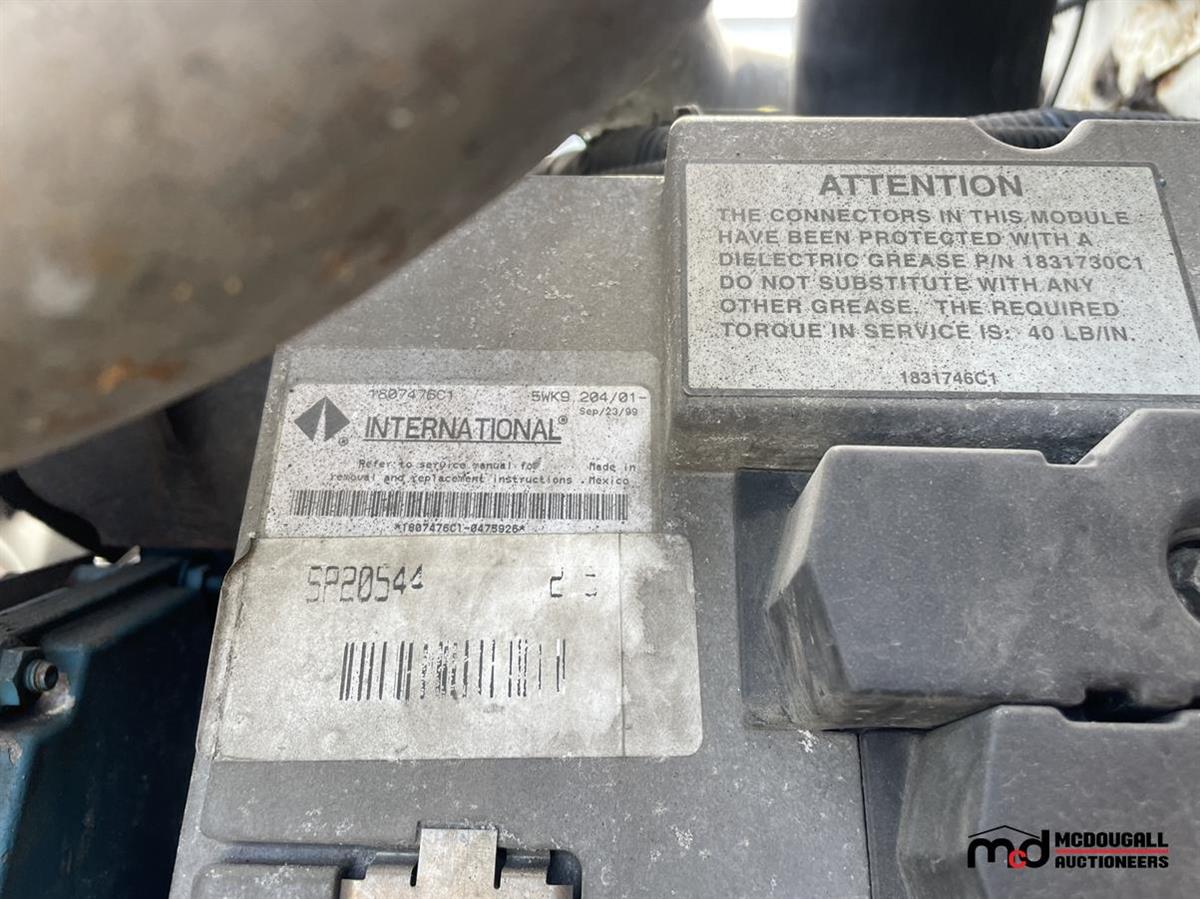 ATTENTION
THE CONNECTORS IN THIS MODULE
HAVE BEEN PROTECTED WITH A
DIELECTRIC GREASE P/N 1831730C1
DO NOT SUBSTITUTE WITH ANY
OTHER GREASE. THE REQUIRED
TORQUE IN SERVICE IS: 40 LB/IN.
1831746C1
1807476C1 5WK9 204/01-
Sep/23/99
INTERNATIONAL®
Refer to service manual for Made in
removal and replacement instructions. Mexico
*1807476C1-0475926*
SP20544
mcd MCDOUGALL
AUCTIONEERS